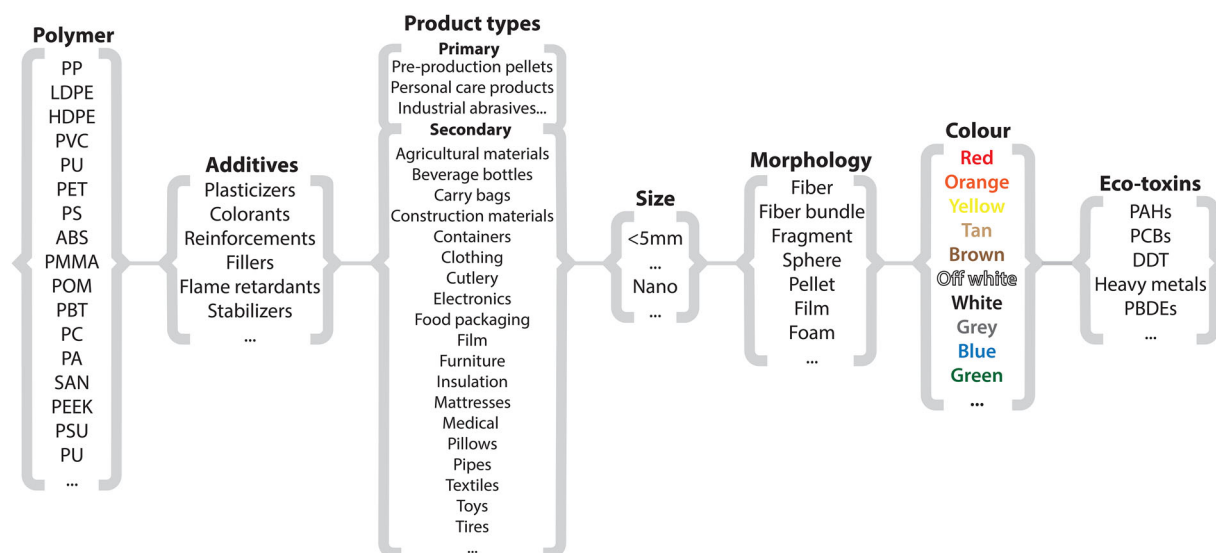 Polymer
PP
LDPE
HDPE
PVC
PU
PET
PS
ABS
PMMA
POM
PBT
PC
PA
SAN
PEEK
PSU
PU
...
Additives
Plasticizers
Colorants
Reinforcements
Fillers
Flame retardants
Stabilizers
...
Product types
Primary
Pre-production pellets
Personal care products
Industrial abrasives...
Secondary
Agricultural materials
Beverage bottles
Carry bags
Construction materials
Containers
Clothing
Cutlery
Electronics
Food packaging
Film
Furniture
Insulation
Mattresses
Medical
Pillows
Pipes
Textiles
Toys
Tires
...
Size
<5mm
...
Nano
...
Morphology
Fiber
Fiber bundle
Fragment
Sphere
Pellet
Film
Foam
...
Colour
Red
Orange
Yellow
Tan
Brown
Off white
White
Grey
Blue
Green
...
Eco-toxins
PAHs
PCBs
DDT
Heavy metals
PBDEs
...